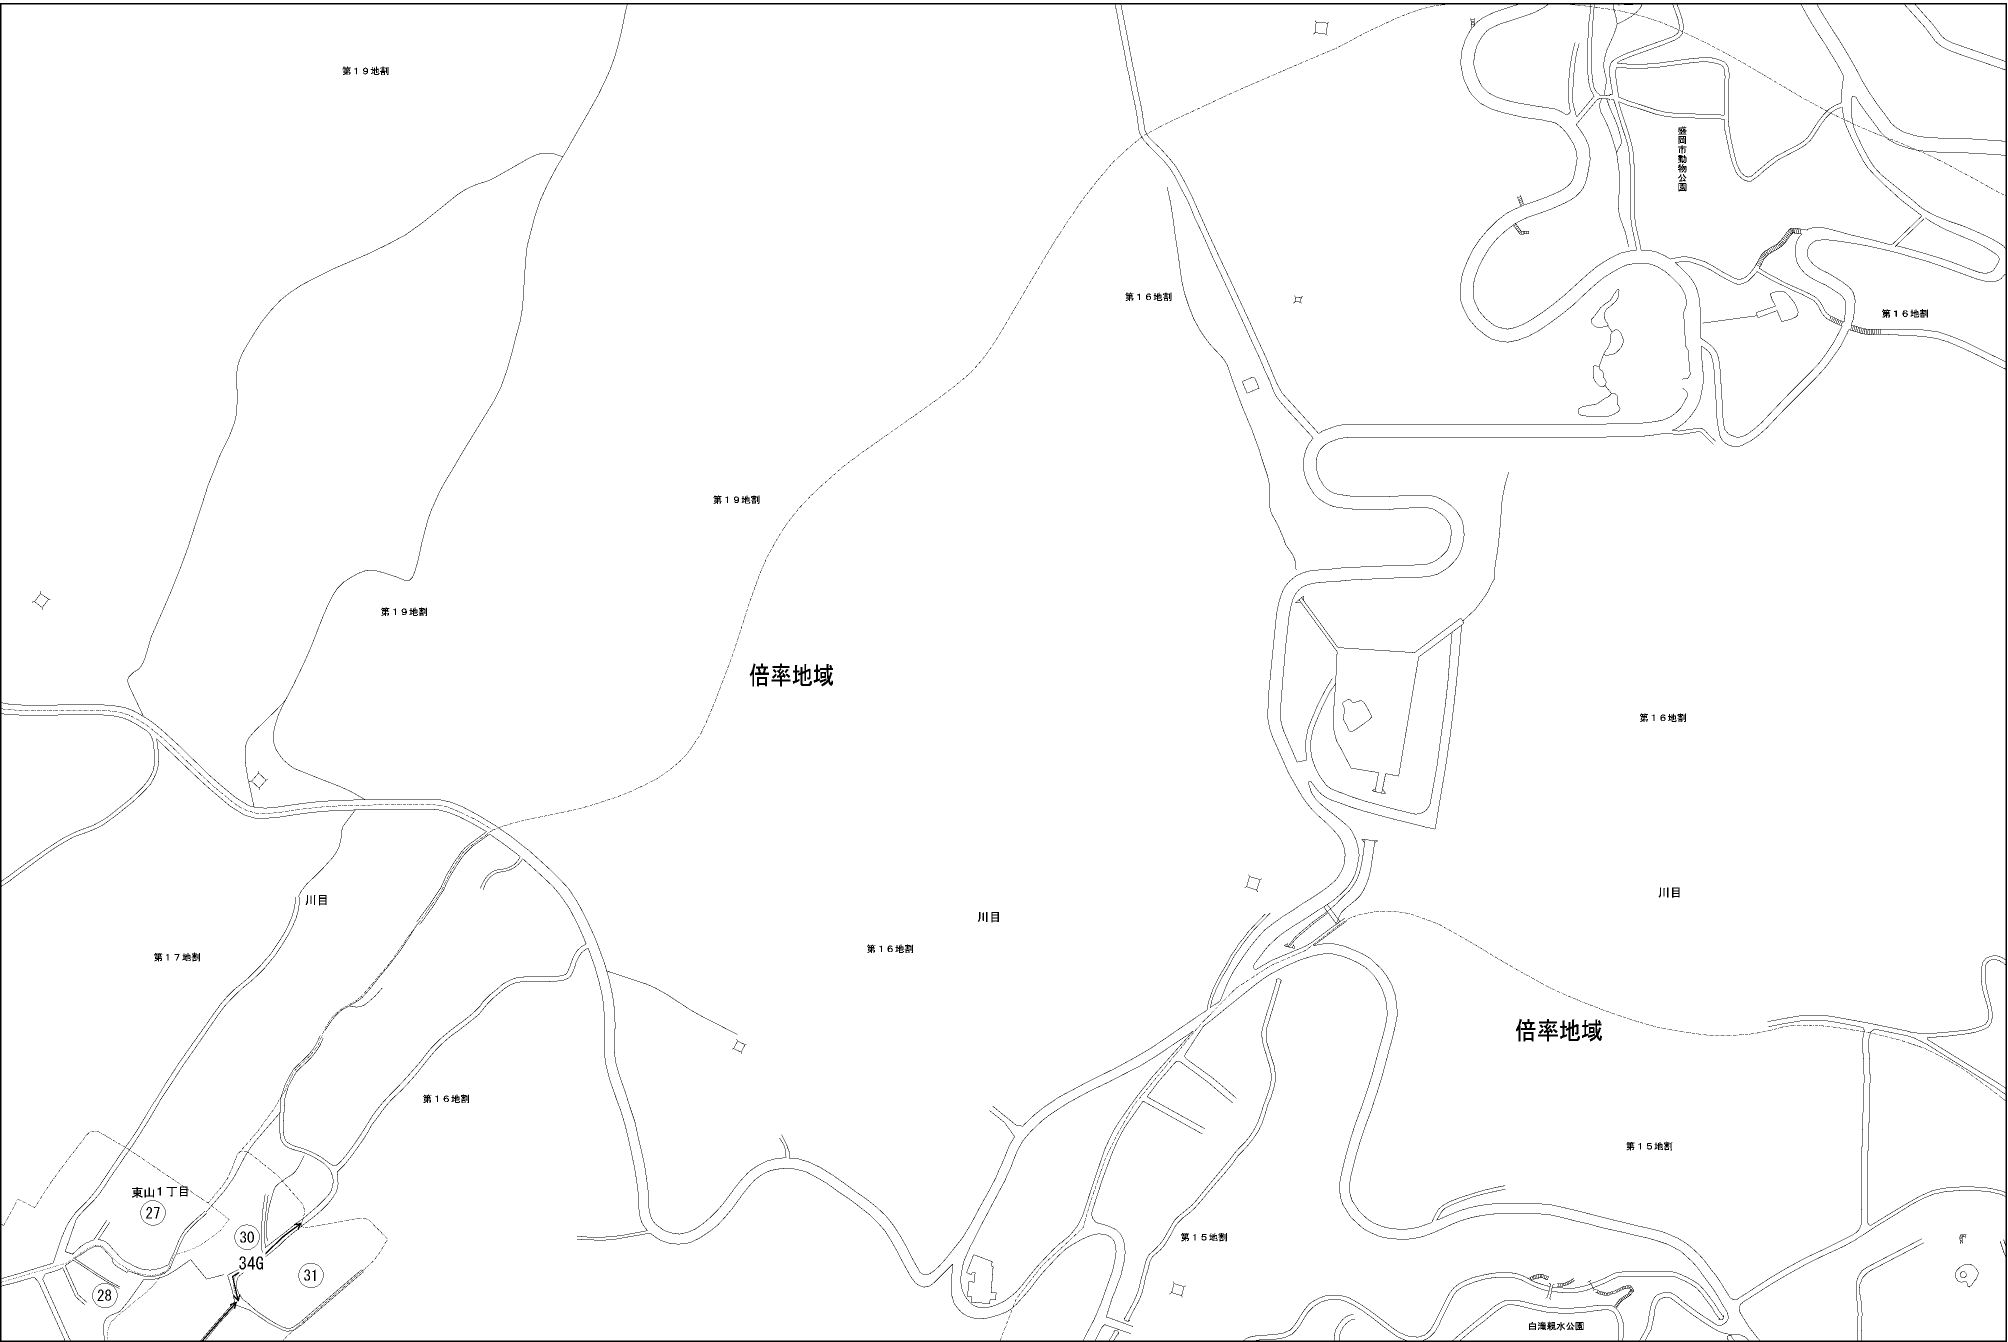 第１９地割
盛岡市動物公園
第１６地割
第１６地割
第１９地割
第１９地割
倍率地域
第１６地割
川目
川目
川目
第１６地割
第１７地割
倍率地域
第１６地割
第１５地割
東山１丁目
27
30
第１５地割
34G
31
28
白滝親水公園